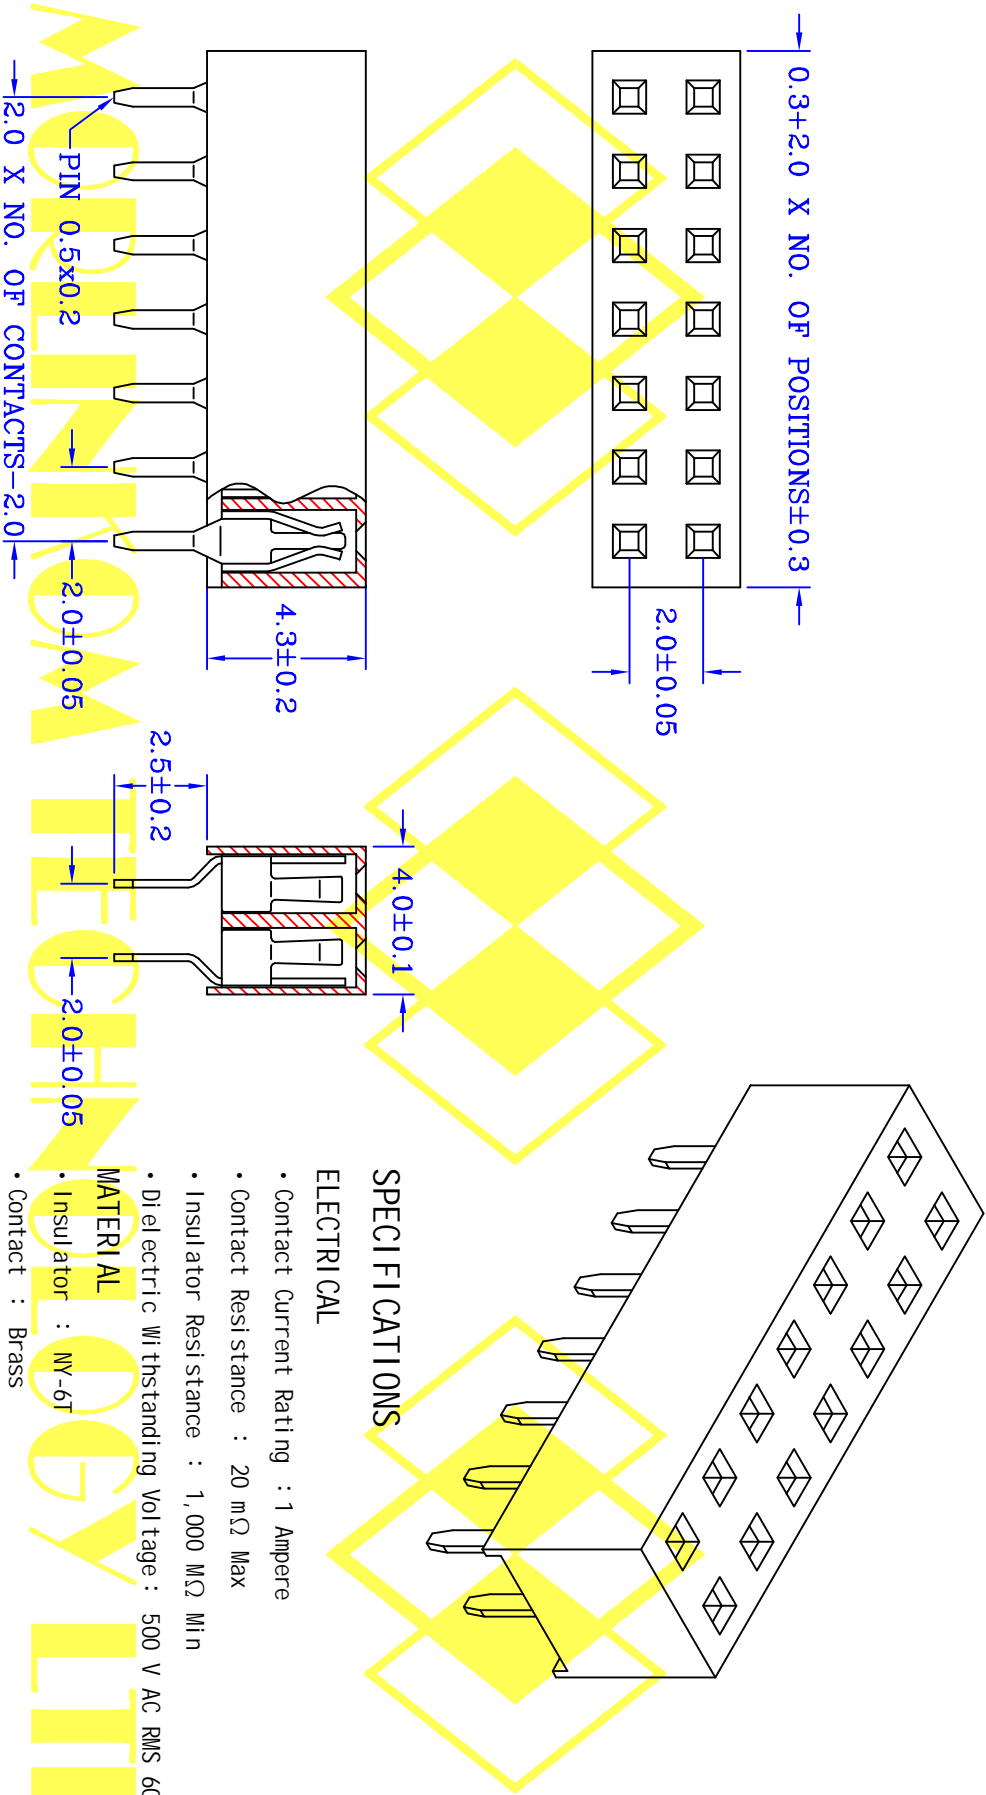 0.3+2.0 X NO. OF POSITIONS±0.3
2.0±0.05
4.3±0.2
PIN 0.5x0.2
2.0±0.05
2.0 X NO. OF CONTACTS-2.0
4.0±0.1
2.5±0.2
2.0±0.05
SPECIFICATIONS
ELECTRICAL
• Contact Current Rating : 1 Ampere
• Contact Resistance : 20 mΩ Max
• Insulator Resistance : 1,000 MΩ Min
• Dielectric Withstanding Voltage : 500 V AC RMS
MATERIAL
• Insulator : NY-6T
• Contact : Brass
MORNINGM TECHNOLOGY